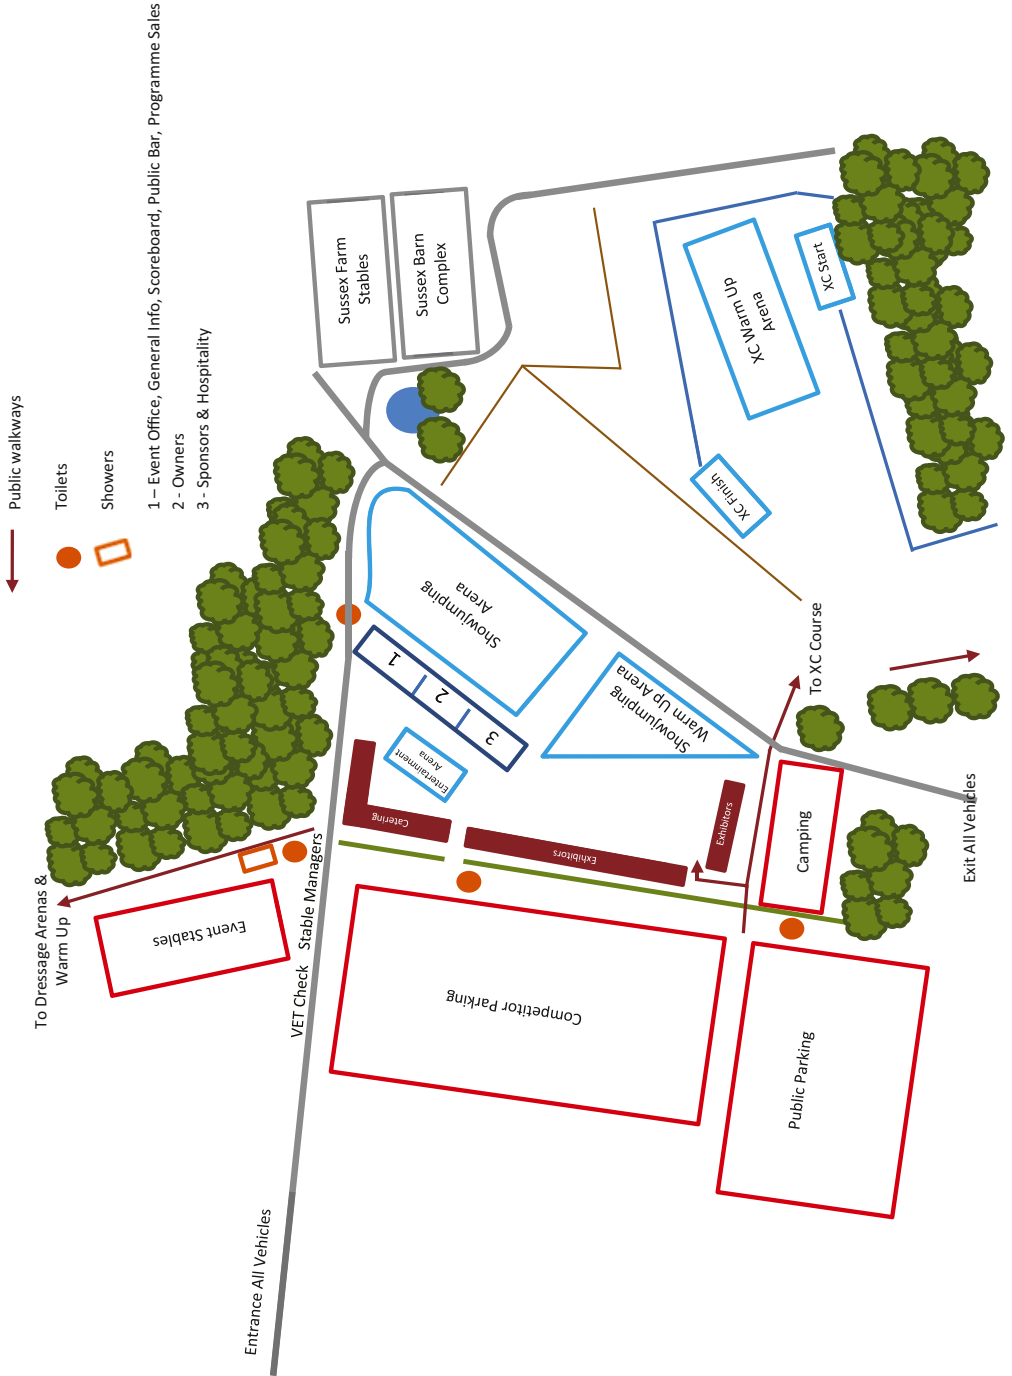 Public walkways
Toilets
Showers
1 – Event Office, General Info, Scoreboard, Public Bar, Programme Sales
2 - Owners
3 - Sponsors & Hospitality
Sussex Farm
Stables
Sussex Barn
Complex
XC Warm Up
Arena
XC Start
XC Finish
Showjumping
Arena
1
2
3
Entertainment
Arena
Showjumping
Warm Up Arena
To XC Course
Catering
Exhibitors
Exhibitors
Camping
Exit All Vehicles
To Dressage Arenas &
Warm Up
Event Stables
VET Check
Stable Managers
Competitor Parking
Public Parking
Entrance All Vehicles